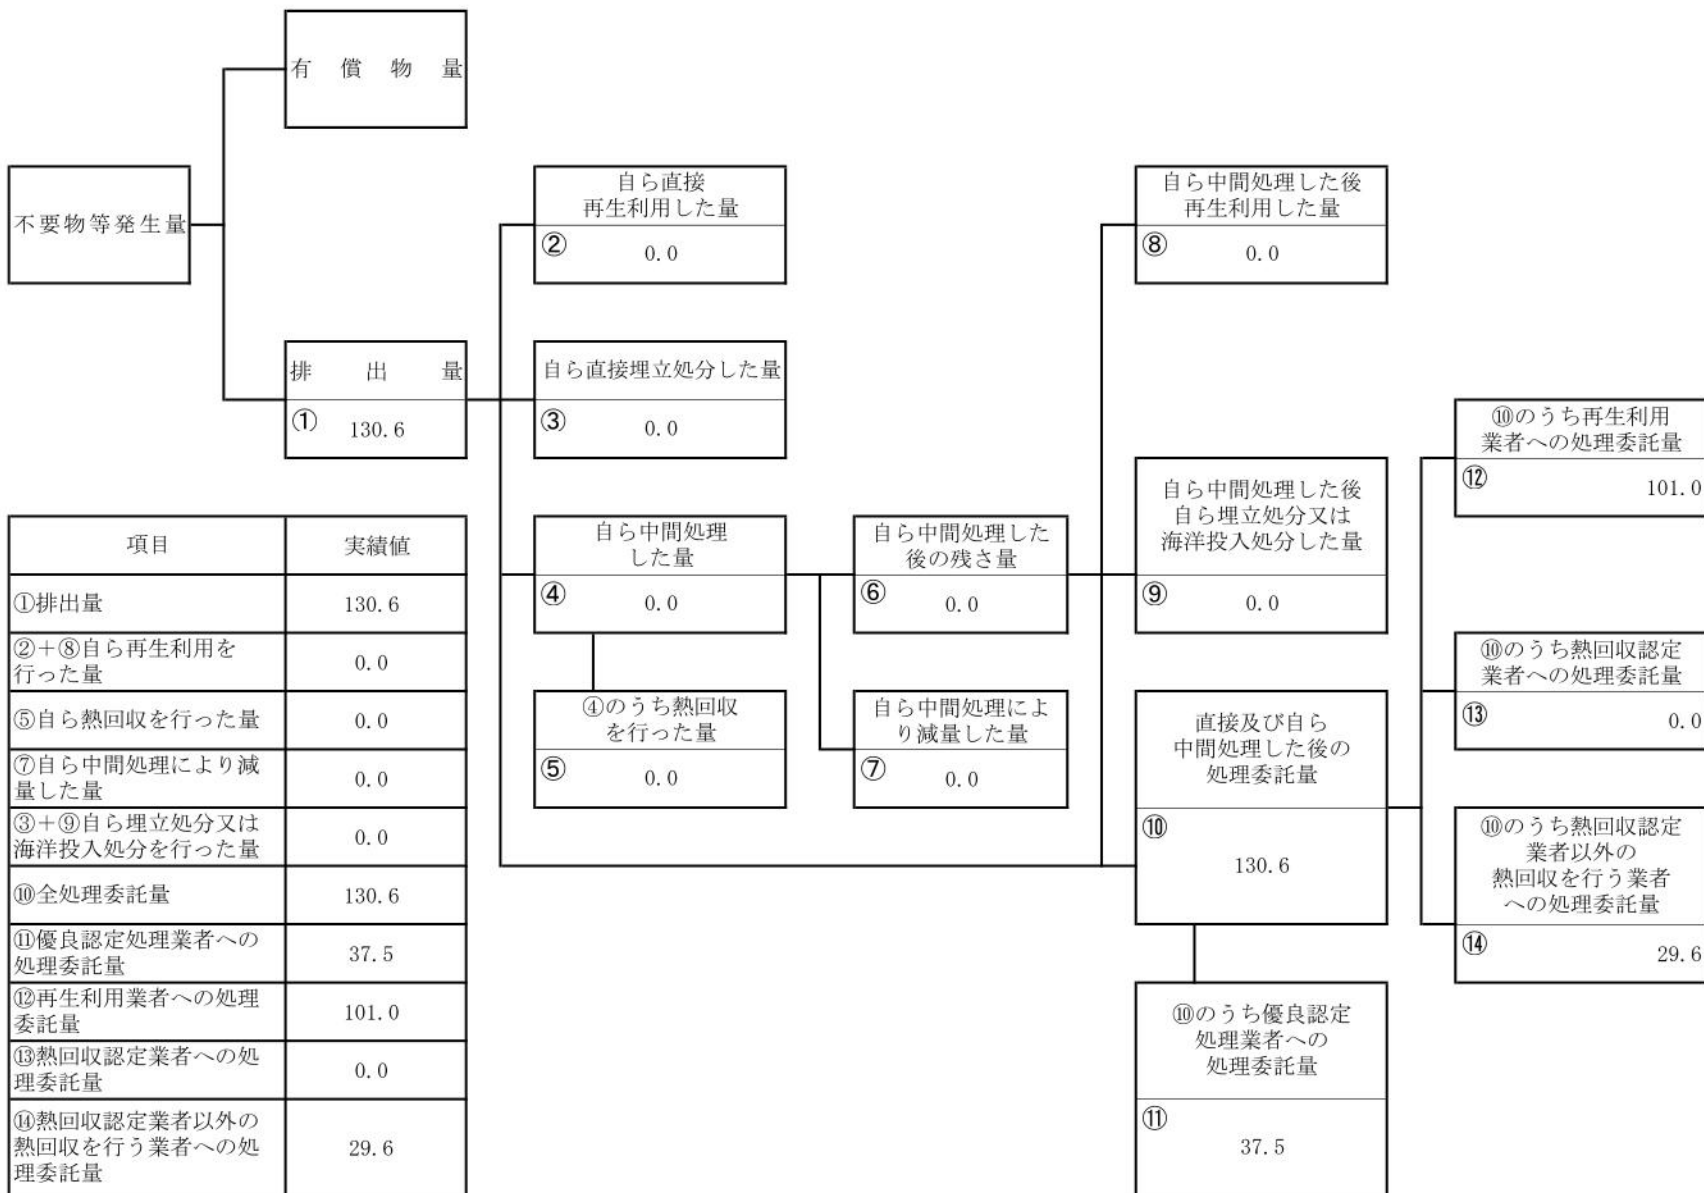 有償物量
不要物等発生量
排出量
① 130.6
自ら直接
再生利用した量
② 0.0
自ら直接埋立処分した量
③ 0.0
自ら中間処理
した量
④ 0.0
④のうち熱回収
を行った量
⑤ 0.0
自ら中間処理した
後の残さ量
⑥ 0.0
自ら中間処理によ
り減量した量
⑦ 0.0
自ら中間処理した後
再生利用した量
⑧ 0.0
自ら中間処理した後
自ら埋立処分又は
海洋投入処分した量
⑨ 0.0
直接及び自ら
中間処理した後の
処理委託量
⑩
130.6
⑩のうち優良認定
処理業者への
処理委託量
⑪
37.5
⑩のうち再生利用
業者への処理委託量
⑫ 101.0
⑩のうち熱回収認定
業者への処理委託量
⑬ 0.0
⑩のうち熱回収認定
業者以外の
熱回収を行う業者
への処理委託量
⑭ 29.6
項目 実績値
①排出量 130.6
②＋⑧自ら再生利用を
行った量 0.0
⑤自ら熱回収を行った量 0.0
⑦自ら中間処理により減
量した量 0.0
③＋⑨自ら埋立処分又は
海洋投入処分を行った量 0.0
⑩全処理委託量 130.6
⑪優良認定処理業者への
処理委託量 37.5
⑫再生利用業者への処理
委託量 101.0
⑬熱回収認定業者への処
理委託量 0.0
⑭熱回収認定業者以外の
熱回収を行う業者への処
理委託量 29.6